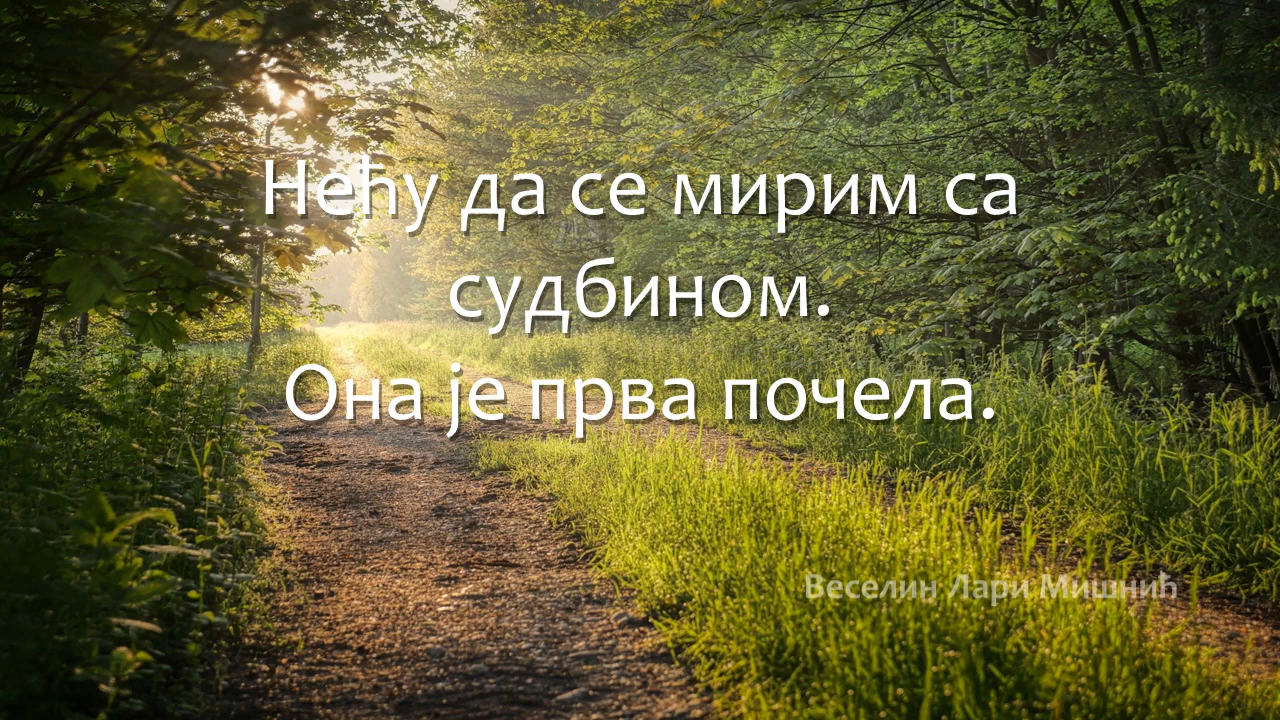 Нећу да се мирим са
судбином.
Она је прва почела.
Веселин Лари Мишнић